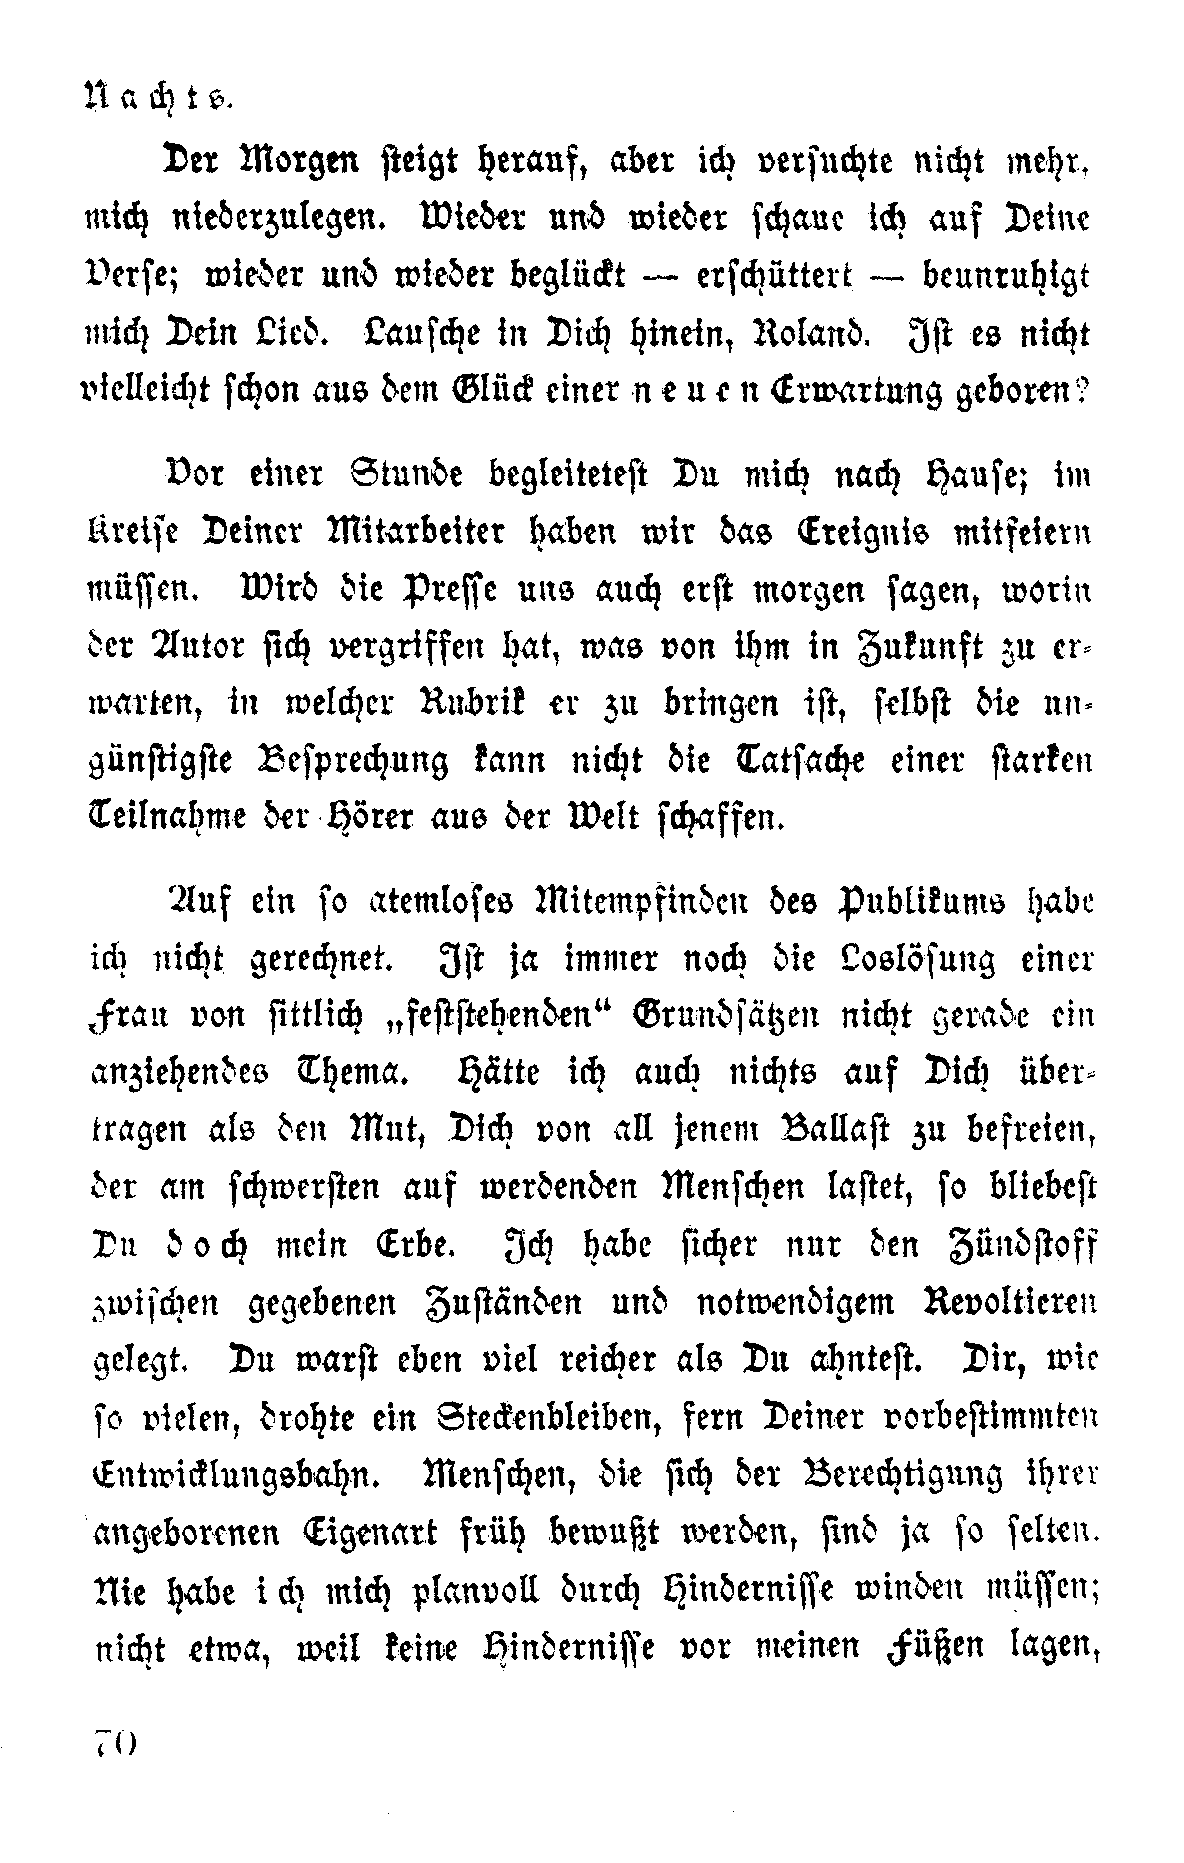 Nachts.
Der Morgen steigt herauf, aber ich versuchte nicht mehr,
mich niederzulegen. Wieder und wieder schaue ich auf Deine
Verse; wieder und wieder beglückt — erschüttert — beunruhigt
mich Dein Lied. Lausche in Dich hinein, Roland. Ist es nicht
vielleicht schon aus dem Glück einer neuen Erwartung geboren?
Vor einer Stunde begleitetest Du mich nach Hause; im
Kreise Deiner Mitarbeiter haben wir das Ereignis mitfeiern
müssen. Wird die Presse uns auch erst morgen sagen, worin
der Autor sich vergriffen hat, was von ihm in Zukunft zu er-
warten, in welcher Rubrik er zu bringen ist, selbst die un-
günstigste Besprechung kann nicht die Tatsache einer starken
Teilnahme der Hörer aus der Welt schaffen.
Auf ein so atemloses Mitempfinden des Publikums habe
ich nicht gerechnet. Ist ja immer noch die Loslösung einer
Frau von sittlich „feststehenden“ Grundsätzen nicht gerade ein
anziehendes Thema. Hätte ich auch nichts auf Dich über-
tragen als den Mut, Dich von all jenem Ballast zu befreien,
der am schwersten auf werdenden Menschen lastet, so bliebest
Du doch mein Erbe. Ich habe sicher nur den Zündstoff
zwischen gegebenen Zuständen und notwendigem Revoltieren
gelegt. Du warst eben viel reicher als Du ahntest. Dir, wie
so vielen, drohte ein Steckenbleiben, fern Deiner vorbestimmten
Entwicklungsbahn. Menschen, die sich der Berechtigung ihrer
angeborenen Eigenart früh bewußt werden, sind ja so selten.
Nie habe ich mich planvoll durch Hindernisse winden müssen;
nicht etwa, weil keine Hindernisse vor meinen Füßen lagen,
70